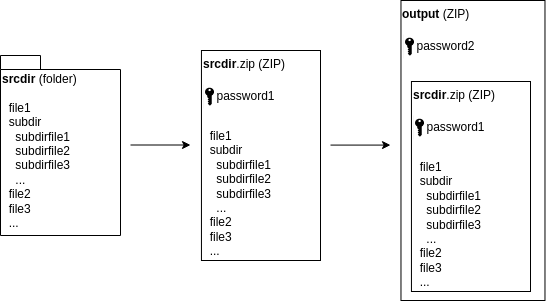 srcdir (folder)
file1
subdir
subdirfile1
subdirfile2
subdirfile3
...
file2
file3
...
srcdir.zip (ZIP)
password1
file1
subdir
subdirfile1
subdirfile2
subdirfile3
...
file2
file3
...
output (ZIP)
password2
srcdir.zip (ZIP)
password1
file1
subdir
subdirfile1
subdirfile2
subdirfile3
...
file2
file3
...